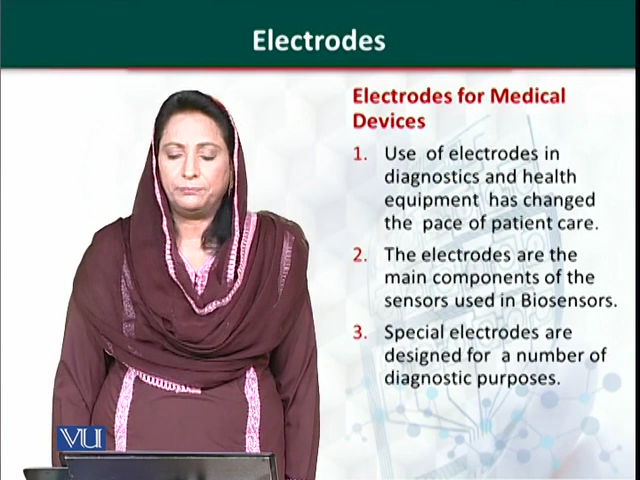 Electrodes
Electrodes for Medical
Devices
1. Use of electrodes in
diagnostics and health
equipment has changed
the pace of patient care.
2. The electrodes are the
main components of the
sensors used in Biosensors.
3. Special electrodes are
designed for a number of
diagnostic purposes.
VU